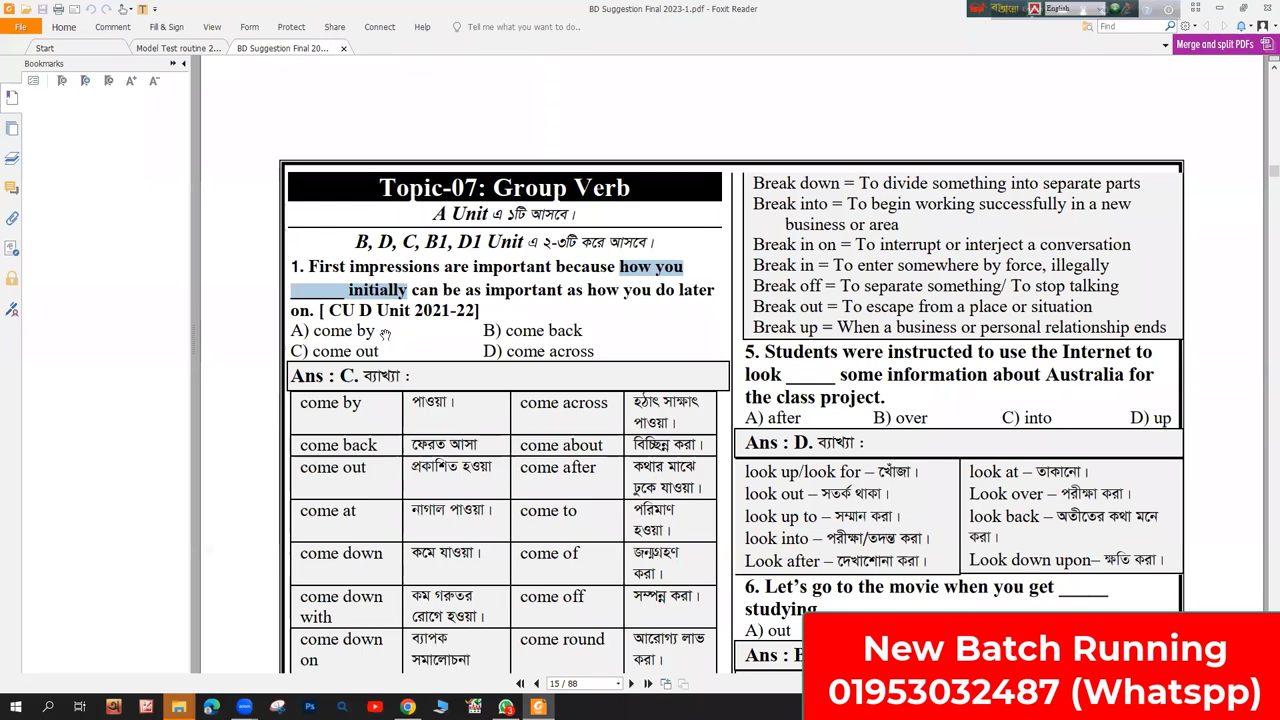 BD Suggestion Final 2023-1.pdf - Foxit Reader
English
File
Home
Comment
Fill & Sign
View
Form
Protect
Share
Connect
Help
Tell me what you want to do...
Find
Start
Model Test routine 2...
BD Suggestion Final 20...
Merge and split PDFs
Bookmarks
Topic-07: Group Verb
A Unit এ ১টি আসবে।
B, D, C, B1, D1 Unit এ ২-৩টি করে আসবে।
1. First impressions are important because how you
______ initially can be as important as how you do later
on. [ CU D Unit 2021-22]
A) come by B) come back
C) come out D) come across
Ans : C. ব্যাখ্যা :
come by পাওয়া। come across হঠাৎ সাক্ষাৎ
পাওয়া।
come back ফেরত আসা come about বিচ্ছিন্ন করা।
come out প্রকাশিত হওয়া come after কথার মাঝে
ঢুকে যাওয়া।
come at নাগাল পাওয়া। come to পরিমাণ
হওয়া।
come down কমে যাওয়া। come of জন্মগ্রহণ
করা।
come down কম গরুতর come off সম্পন্ন করা।
with রোগে হওয়া।
come down ব্যাপক come round আরোগ্য লাভ
on সমালোচনা করা।
Break down = To divide something into separate parts
Break into = To begin working successfully in a new
business or area
Break in on = To interrupt or interject a conversation
Break in = To enter somewhere by force, illegally
Break off = To separate something/ To stop talking
Break out = To escape from a place or situation
Break up = When a business or personal relationship ends
5. Students were instructed to use the Internet to
look _____ some information about Australia for
the class project.
A) after B) over C) into D) up
Ans : D. ব্যাখ্যা :
look up/look for – খোঁজা। look at – তাকানো।
look out – সতর্ক থাকা। Look over – পরীক্ষা করা।
look up to – সম্মান করা। look back – অতীতের কথা মনে
করা।
look into – পরীক্ষা/তদন্ত করা।
Look after – দেখাশোনা করা। Look down upon– ক্ষতি করা।
6. Let’s go to the movie when you get _____
studying
A) out
Ans :
15 / 88
New Batch Running
01953032487 (Whatspp)